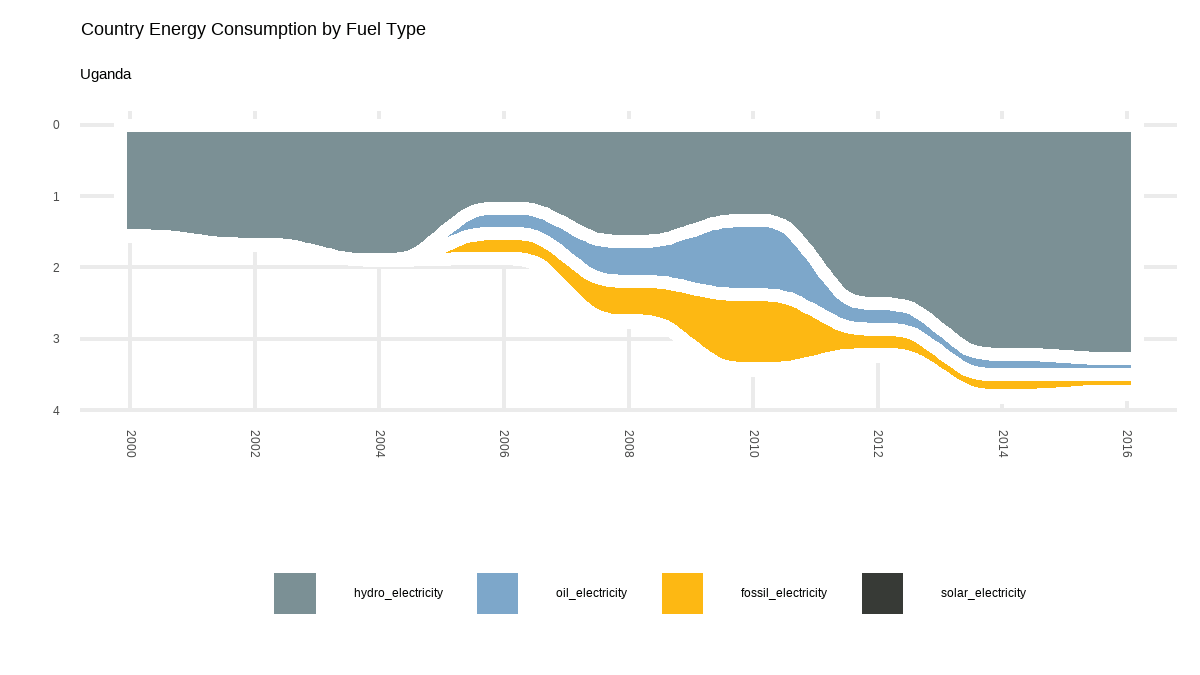 Country Energy Consumption by Fuel Type
Uganda
0
1
2
3
4
2000 2002 2004 2006 2008 2010 2012 2014 2016
hydro_electricity oil_electricity fossil_electricity solar_electricity